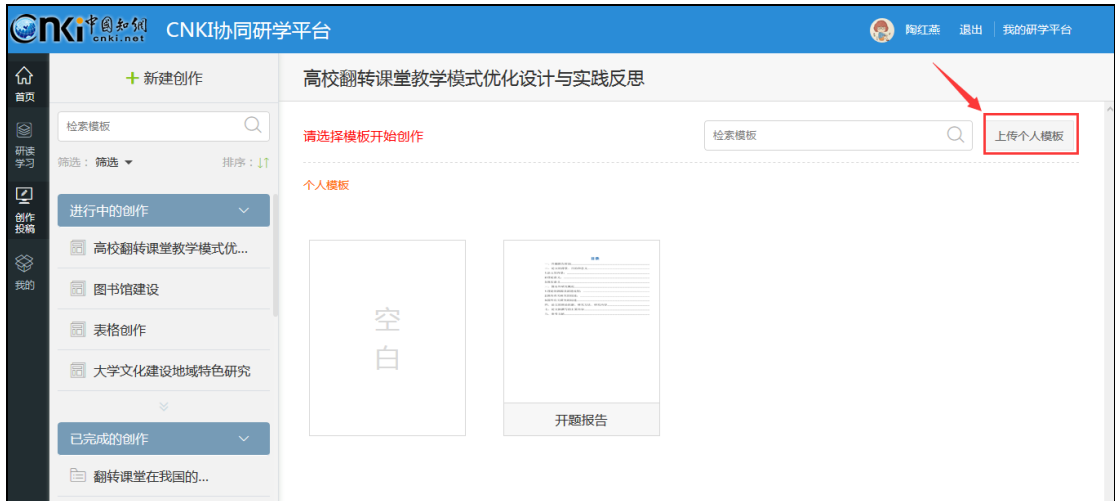 CNKi中国知网
cnki.net
CNKI协同研学平台
陶红燕 退出 我的研学平台
首页
研读
学习
创作
投稿
我的
新建创作
检索模板
筛选： 筛选
排序：
进行中的创作
高校翻转课堂教学模式优...
图书馆建设
表格创作
大学文化建设地域特色研究
已完成的创作
翻转课堂在我国的...
高校翻转课堂教学模式优化设计与实践反思
请选择模板开始创作
检索模板
上传个人模板
个人模板
空
白
开题报告